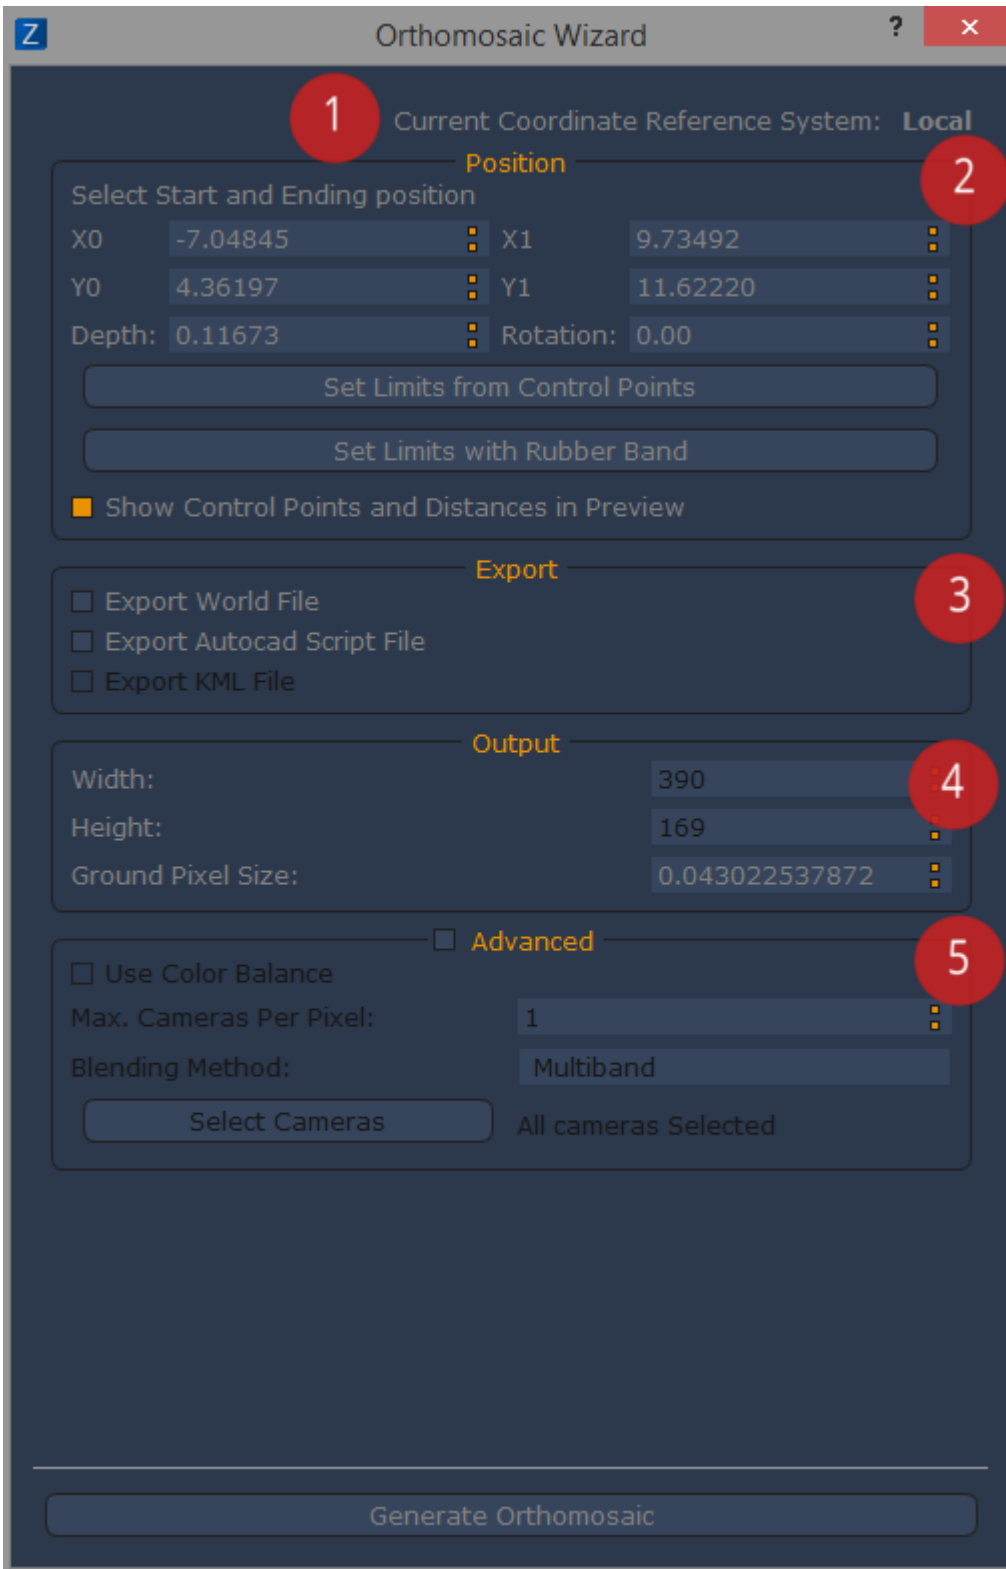 Z Orthomosaic Wizard ? ×
1 Current Coordinate Reference System: Local
Position 2
Select Start and Ending position
X0 -7.04845 X1 9.73492
Y0 4.36197 Y1 11.62220
Depth: 0.11673 Rotation: 0.00
Set Limits from Control Points
Set Limits with Rubber Band
Show Control Points and Distances in Preview
Export 3
Export World File
Export Autocad Script File
Export KML File
Output
Width: 390 4
Height: 169
Ground Pixel Size: 0.043022537872
Advanced 5
Use Color Balance
Max. Cameras Per Pixel: 1
Blending Method: Multiband
Select Cameras All cameras Selected
Generate Orthomosaic